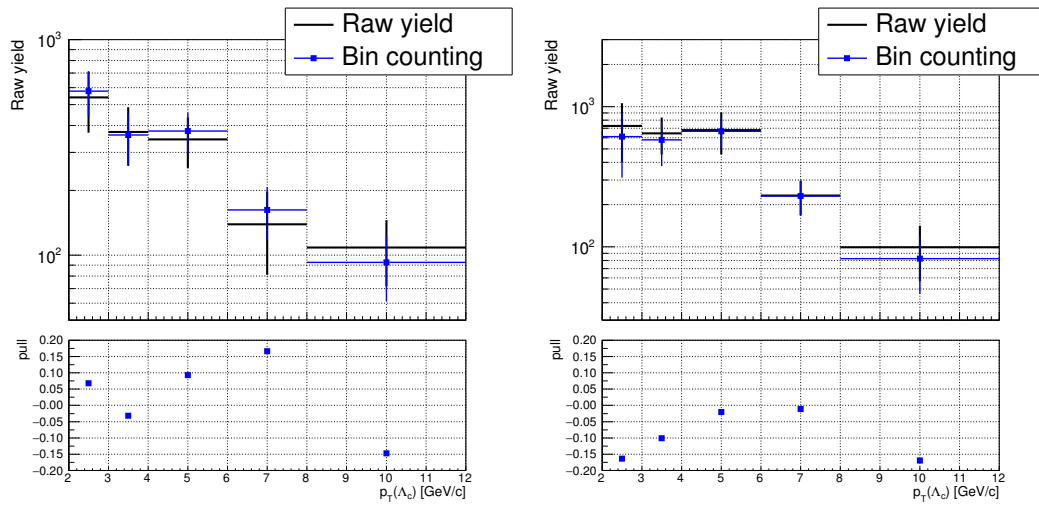 Raw yield
Bin counting
Raw yield
10³
10²
pull
0.20
0.15
0.10
0.05
−0.00
−0.05
−0.10
−0.15
−0.20
2 3 4 5 6 7 8 9 10 11 12
p_T(Λ_c) [GeV/c]
Raw yield
Bin counting
Raw yield
10³
10²
pull
0.20
0.15
0.10
0.05
−0.00
−0.05
−0.10
−0.15
−0.20
2 3 4 5 6 7 8 9 10 11 12
p_T(Λ_c) [GeV/c]